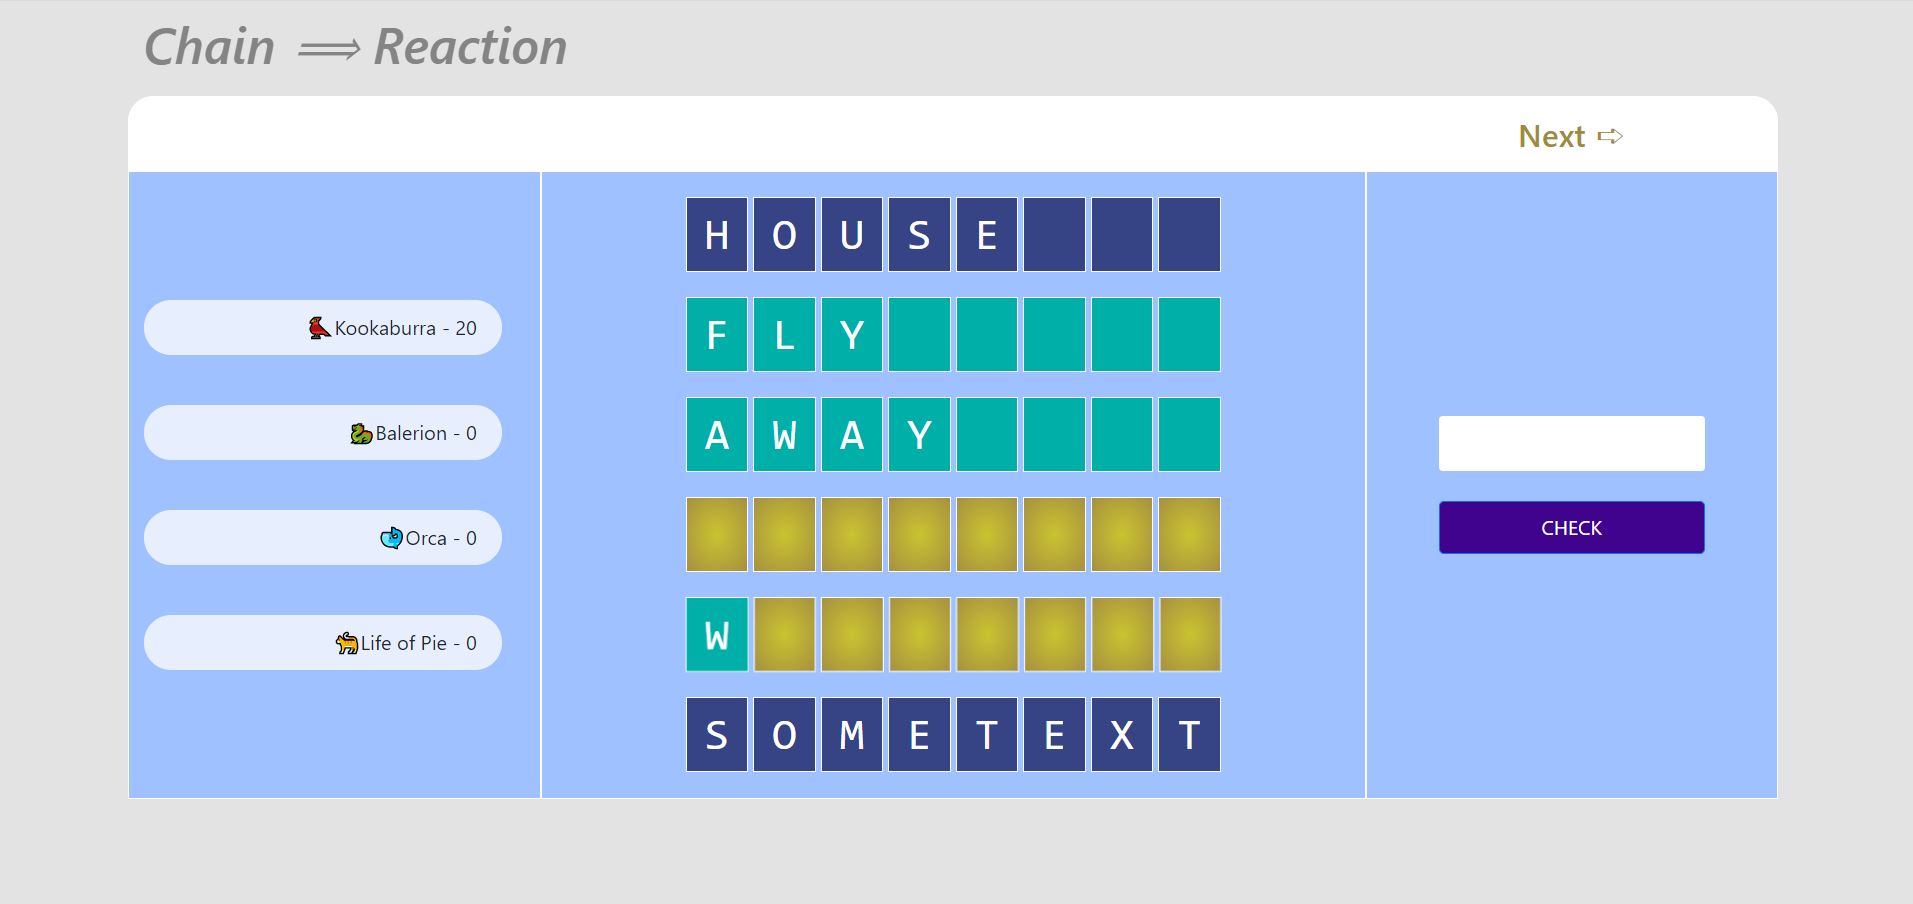 Chain ⟹ Reaction
Next ➪
Kookaburra - 20
Balerion - 0
Orca - 0
Life of Pie - 0
HOUSE
FLY
AWAY
W
SOMETEXT
CHECK